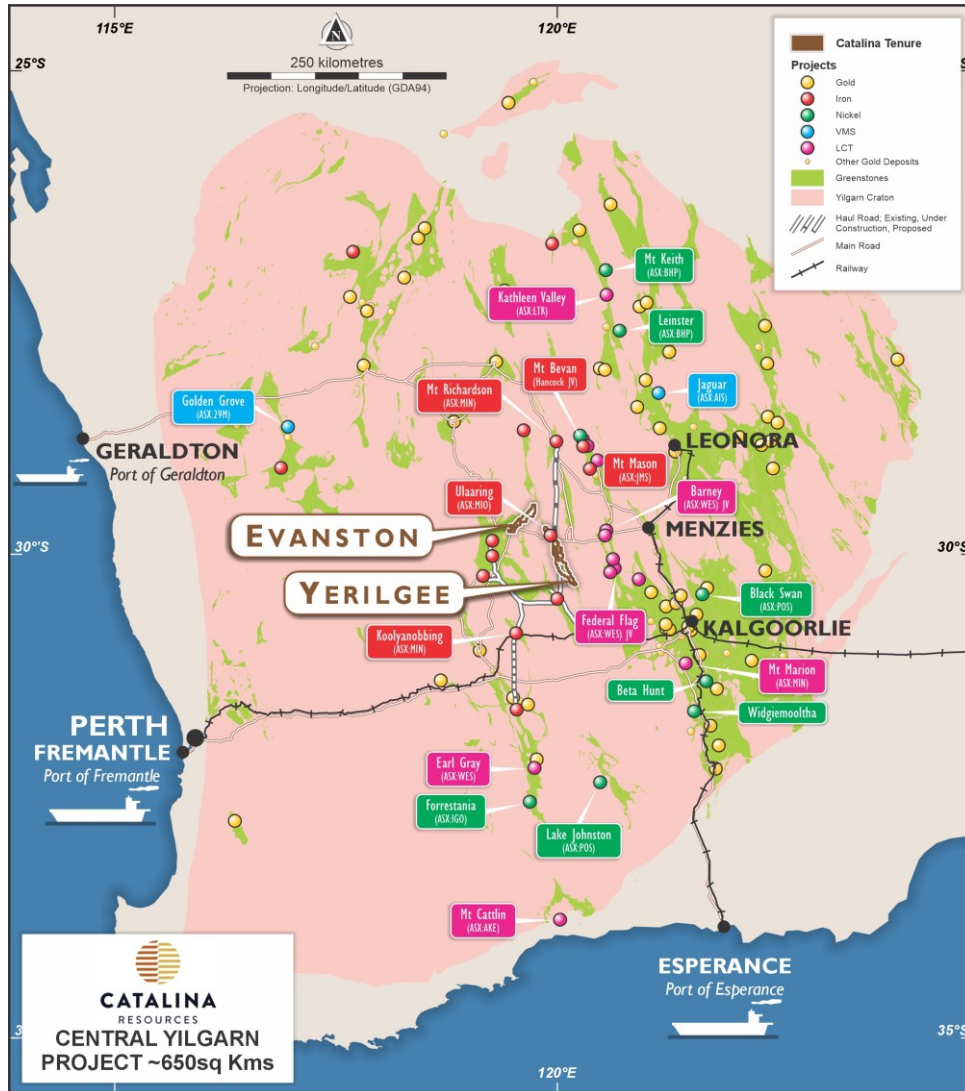 115°E
120°E
N
250 kilometres
Projection: Longitude/Latitude (GDA94)
25°S
25°S
Catalina Tenure
Projects
Gold
Iron
Nickel
VMS
LCT
Other Gold Deposits
Greenstones
Yilgarn Craton
Haul Road; Existing, Under
Construction, Proposed
Main Road
Railway
Mt Keith
(ASX:BHP)
Kathleen Valley
(ASX:LTR)
Leinster
(ASX:BHP)
Mt Bevan
(Hancock JV)
Mt Richardson
(ASX:MIN)
Jaguar
(ASX:AIS)
Golden Grove
(ASX:29M)
GERALDTON
Port of Geraldton
LEONORA
Mt Mason
(ASX:JMS)
Ulaaring
(ASX:MIO)
Barney
(ASX:WES) JV
EVANSTON
MENZIES
30°S
30°S
YERILGEE
Black Swan
(ASX:POS)
Federal Flag
(ASX:WES) JV
KALGOORLIE
Koolyanobbing
(ASX:MIN)
Mt Marion
(ASX:MIN)
Beta Hunt
Widgiemooltha
PERTH
FREMANTLE
Port of Fremantle
Earl Gray
(ASX:WES)
Forrestania
(ASX:IGO)
Lake Johnston
(ASX:POS)
Mt Cattlin
(ASX:AKE)
ESPERANCE
Port of Esperance
CATALINA
RESOURCES
CENTRAL YILGARN
PROJECT ~650sq Kms
35°S
120°E